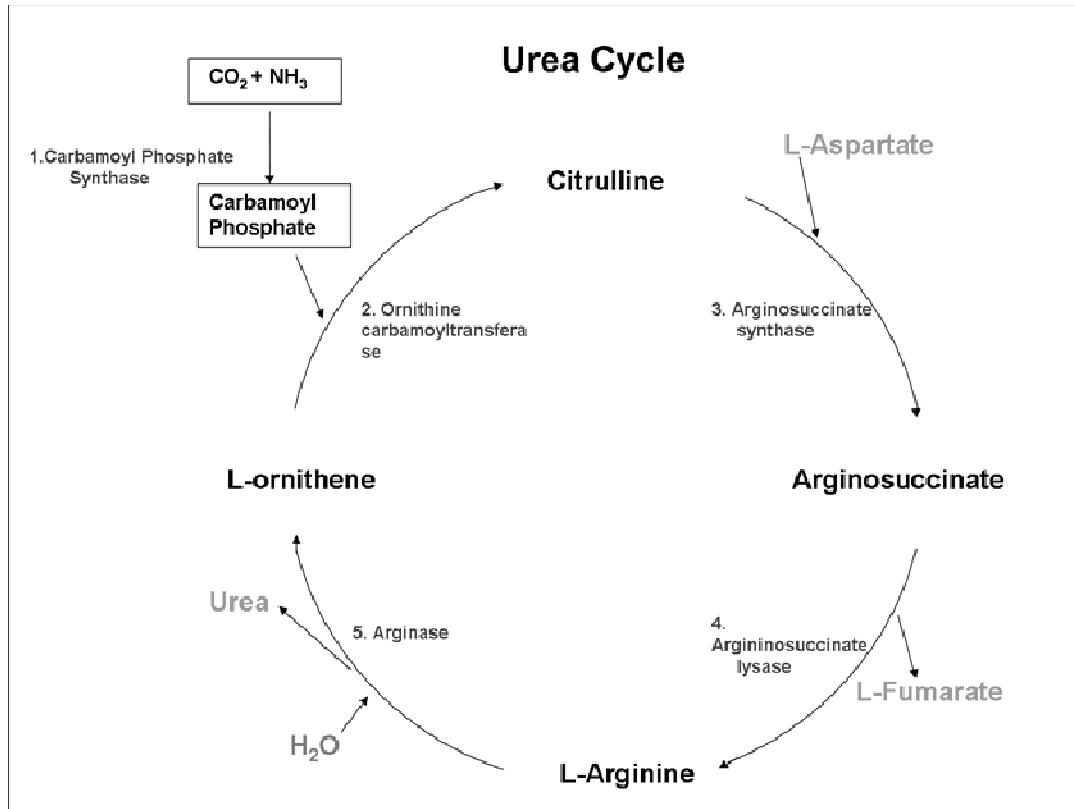 Urea Cycle
CO₂ + NH₃
1.Carbamoyl Phosphate
Synthase
Carbamoyl
Phosphate
Citrulline
L-Aspartate
2. Ornithine
carbamoyltransfera
se
3. Arginosuccinate
synthase
L-ornithene
Arginosuccinate
Urea
5. Arginase
4.
Argininosuccinate
lysase
L-Fumarate
H₂O
L-Arginine